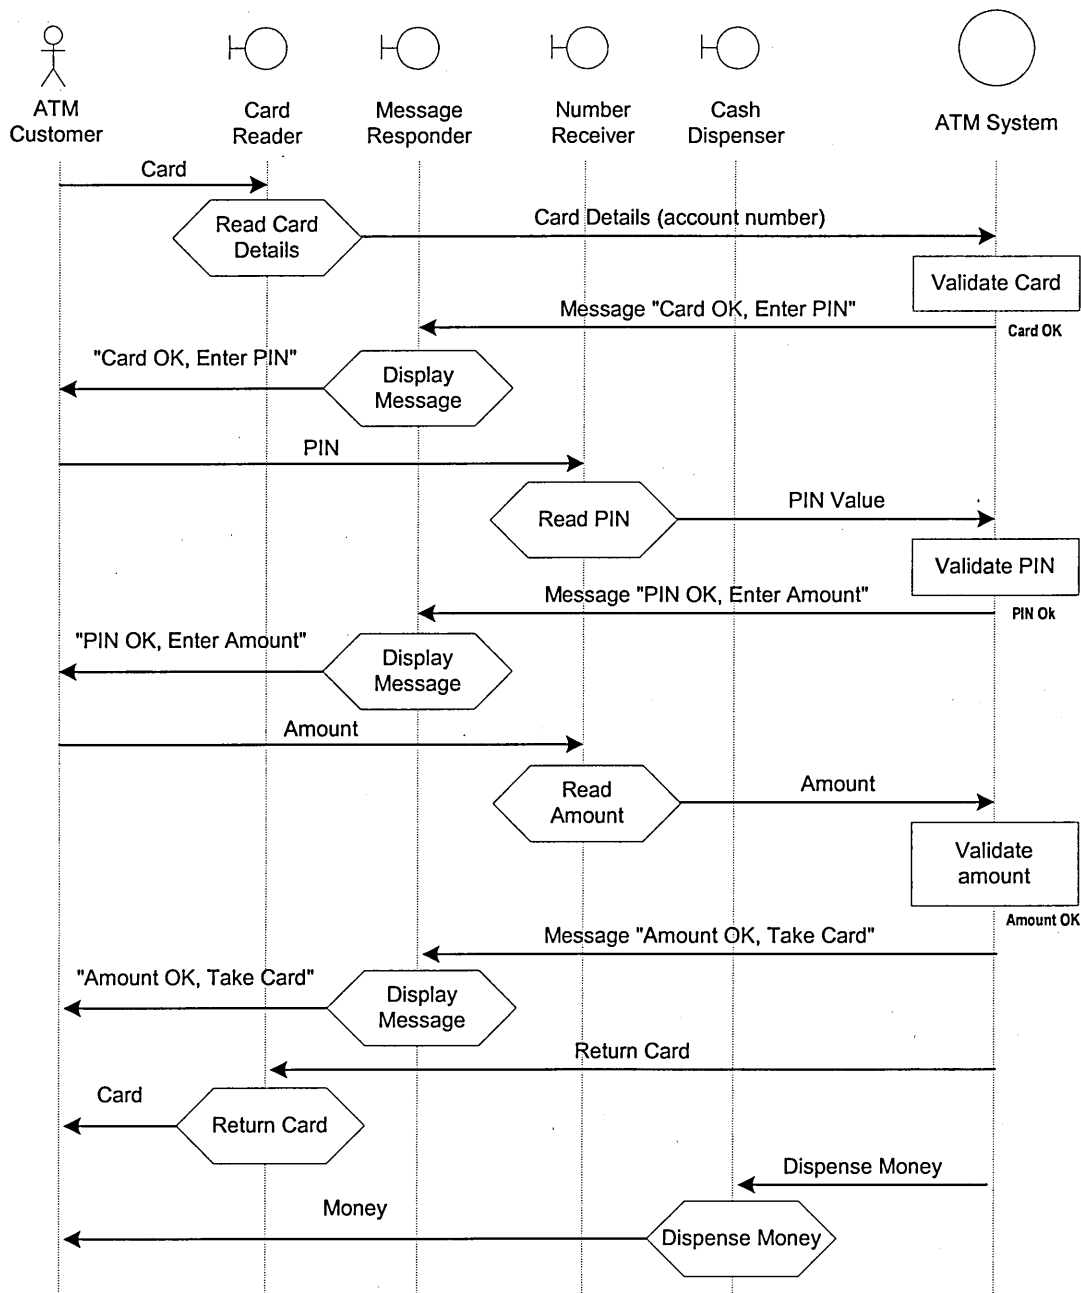 ATM
Customer
Card
Reader
Message
Responder
Number
Receiver
Cash
Dispenser
ATM System
Card
Read Card
Details
Card Details (account number)
Validate Card
Message "Card OK, Enter PIN"
Card OK
"Card OK, Enter PIN"
Display
Message
PIN
Read PIN
PIN Value
Validate PIN
Message "PIN OK, Enter Amount"
PIN Ok
"PIN OK, Enter Amount"
Display
Message
Amount
Read
Amount
Amount
Validate
amount
Amount OK
Message "Amount OK, Take Card"
"Amount OK, Take Card"
Display
Message
Return Card
Card
Return Card
Dispense Money
Money
Dispense Money